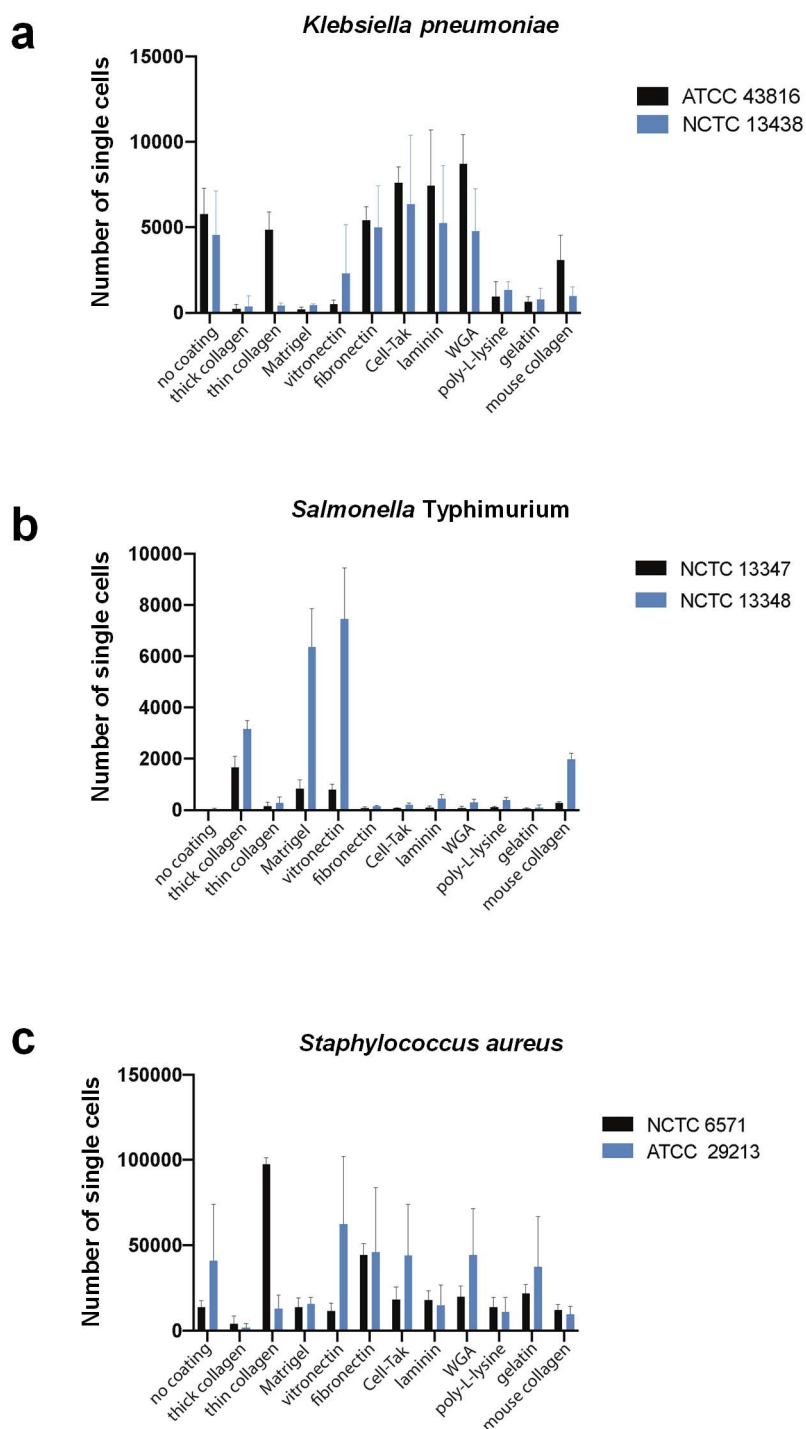 a
Klebsiella pneumoniae
Number of single cells
15000
10000
5000
0
ATCC 43816
NCTC 13438
no coating
thick collagen
thin collagen
Matrigel
vitronectin
fibronectin
Cell-Tak
laminin
WGA
poly-L-lysine
gelatin
mouse collagen
b
Salmonella Typhimurium
Number of single cells
10000
8000
6000
4000
2000
0
NCTC 13347
NCTC 13348
no coating
thick collagen
thin collagen
Matrigel
vitronectin
fibronectin
Cell-Tak
laminin
WGA
poly-L-lysine
gelatin
mouse collagen
c
Staphylococcus aureus
Number of single cells
150000
100000
50000
0
NCTC 6571
ATCC 29213
no coating
thick collagen
thin collagen
Matrigel
vitronectin
fibronectin
Cell-Tak
laminin
WGA
poly-L-lysine
gelatin
mouse collagen